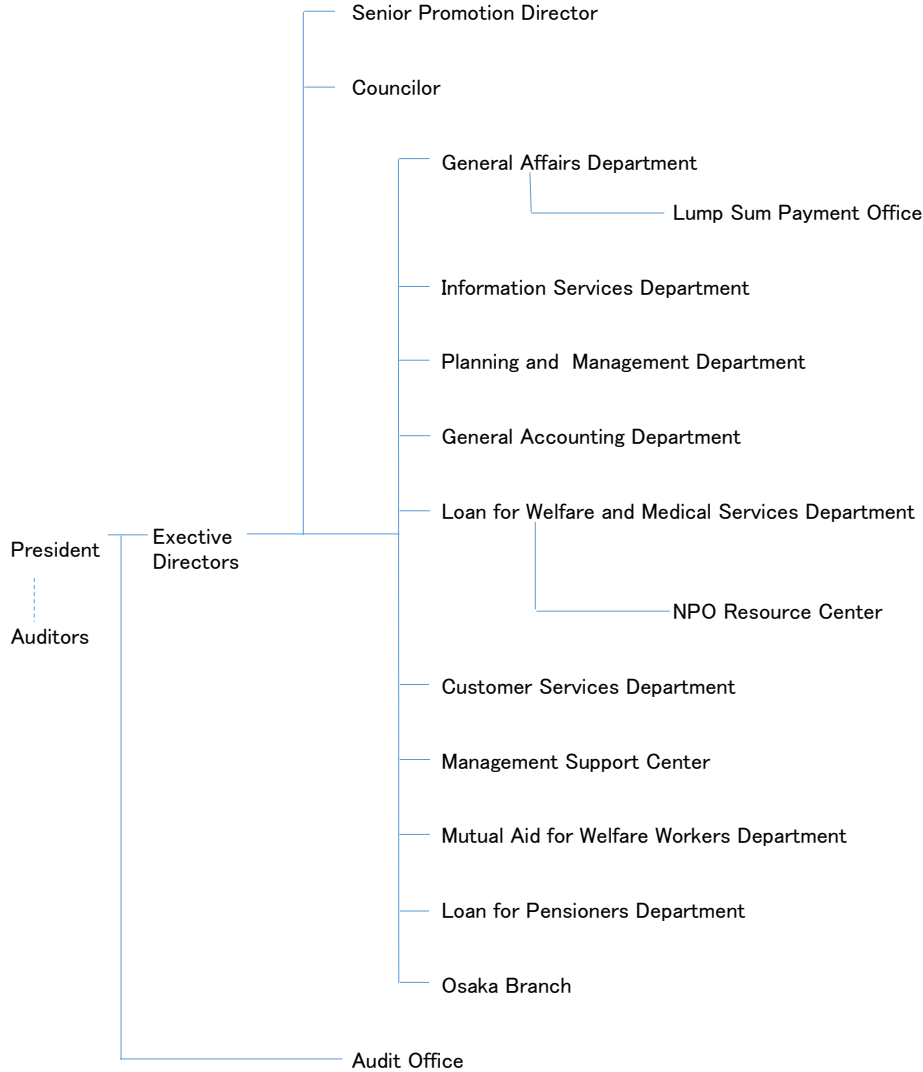 Senior Promotion Director
Councilor
General Affairs Department
Lump Sum Payment Office
Information Services Department
Planning and  Management Department
General Accounting Department
Loan for Welfare and Medical Services Department
President
Exective
Directors
Auditors
NPO Resource Center
Customer Services Department
Management Support Center
Mutual Aid for Welfare Workers Department
Loan for Pensioners Department
Osaka Branch
Audit Office